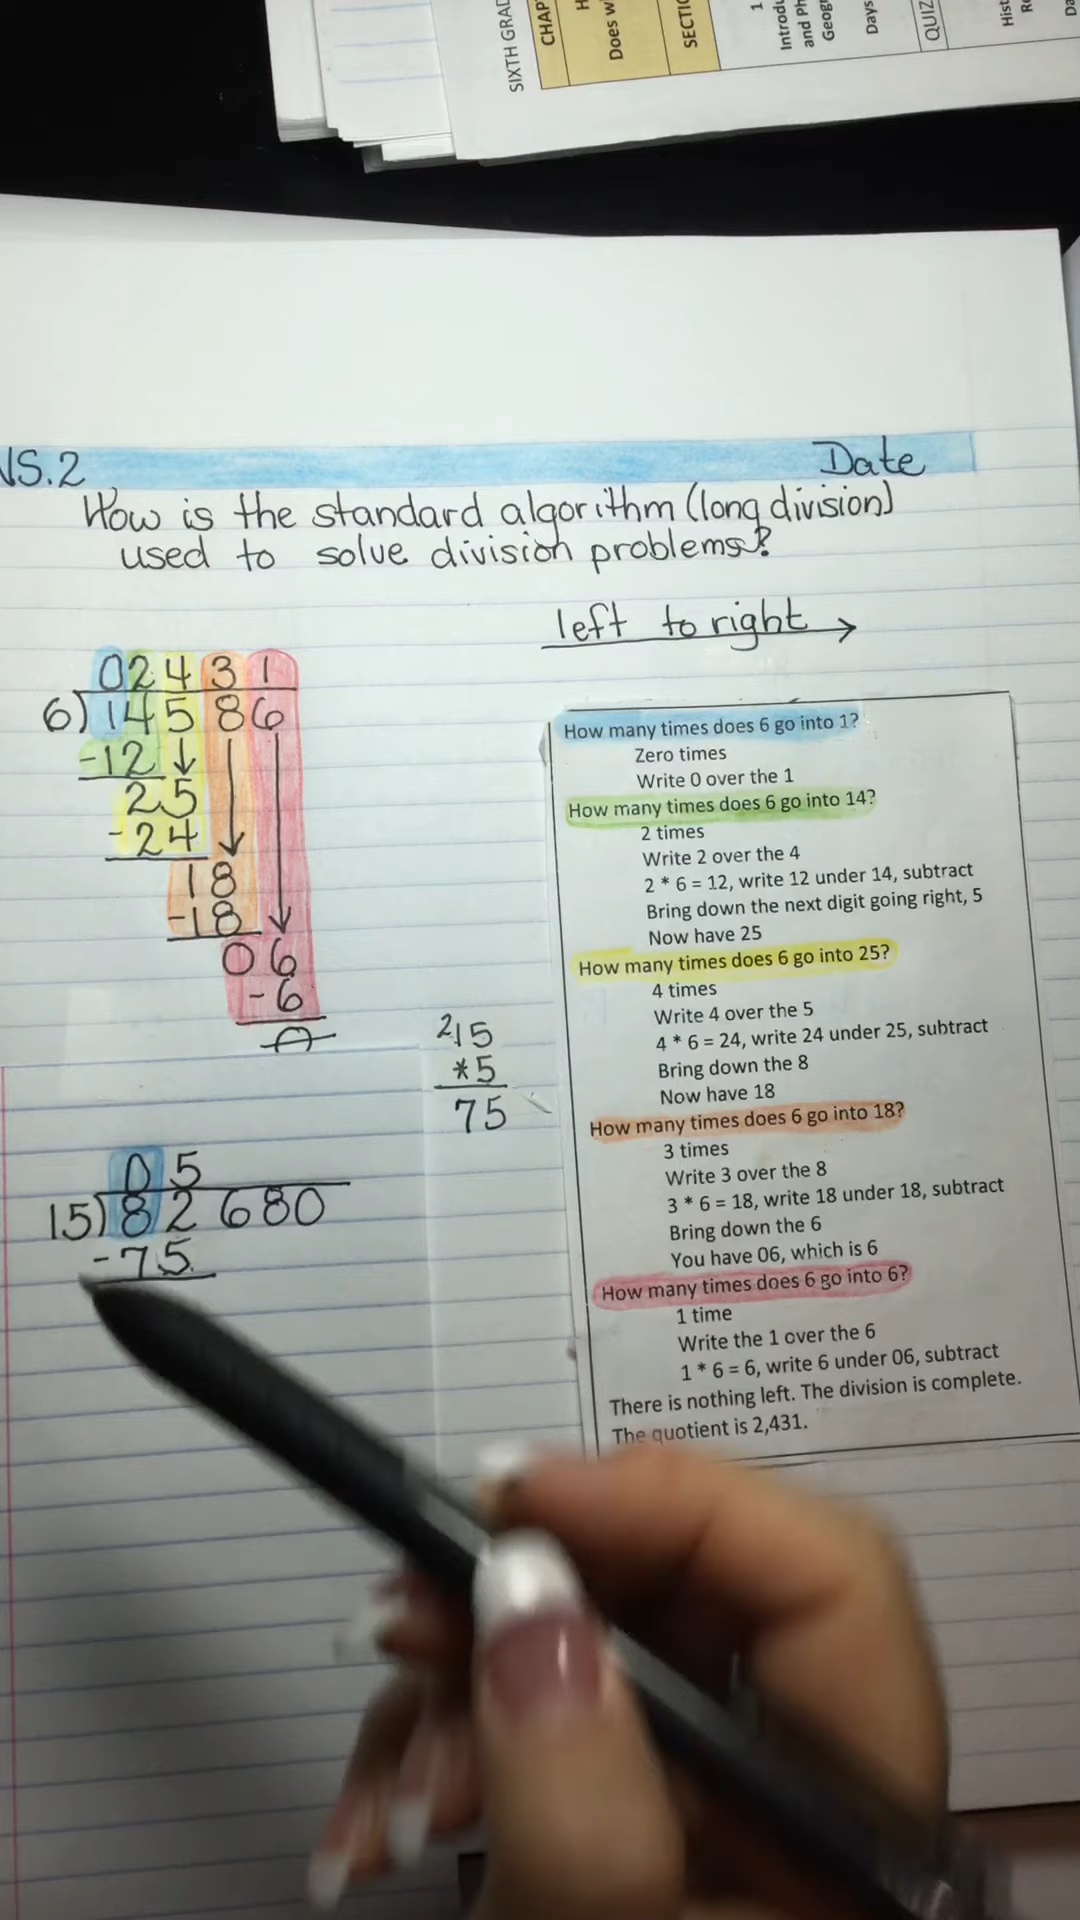 SIXTH GRAD
CHAP
Does w
SECTIO
1
Introdu
and Ph
Geogr
Days
QUIZ
Hist
Da
NS.2 Date
How is the standard algorithm (long division)
used to solve division problems?
left to right →
02431
6)14586
-12
25
-24
18
-18
06
-6
0
215
*5
75
05
15)82680
-75
How many times does 6 go into 1?
Zero times
Write 0 over the 1
How many times does 6 go into 14?
2 times
Write 2 over the 4
2 * 6 = 12, write 12 under 14, subtract
Bring down the next digit going right, 5
Now have 25
How many times does 6 go into 25?
4 times
Write 4 over the 5
4 * 6 = 24, write 24 under 25, subtract
Bring down the 8
Now have 18
How many times does 6 go into 18?
3 times
Write 3 over the 8
3 * 6 = 18, write 18 under 18, subtract
Bring down the 6
You have 06, which is 6
How many times does 6 go into 6?
1 time
Write the 1 over the 6
1 * 6 = 6, write 6 under 06, subtract
There is nothing left. The division is complete.
The quotient is 2,431.